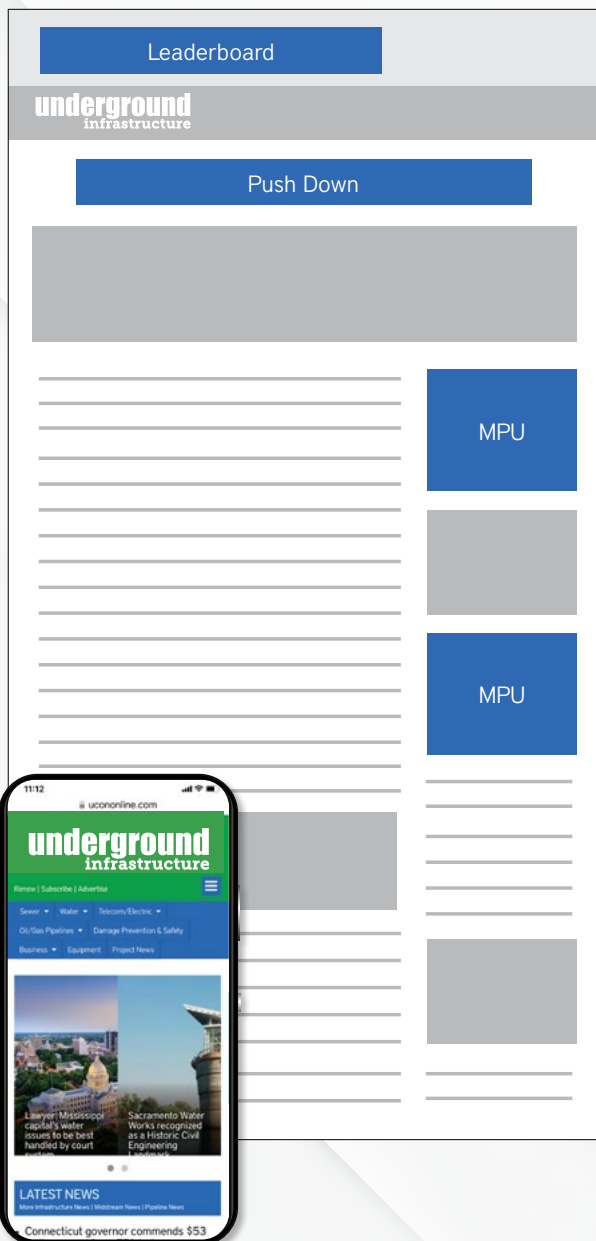 Leaderboard
underground
infrastructure
Push Down
MPU
MPU
11:12
ucononline.com
underground
infrastructure
Renew | Subscribe | Advertise
Sewer Water Telecom/Electric
Oil/Gas Pipelines Damage Prevention & Safety
Business Equipment Project News
Lawyer: Mississippi
capital's water
issues to be best
handled by court
system
Sacramento Water
Works recognized
as a Historic Civil
Engineering
Landmark
LATEST NEWS
More Infrastructure News | Midstream News | Pipeline News
Connecticut governor commends $53